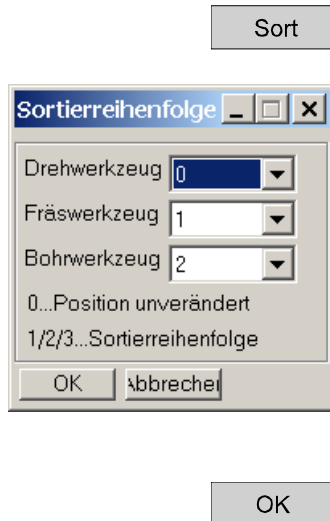 Sort
Sortierreihenfolge
Drehwerkzeug 0
Fräswerkzeug 1
Bohrwerkzeug 2
0...Position unverändert
1/2/3...Sortierreihenfolge
OK Abbrechen
OK